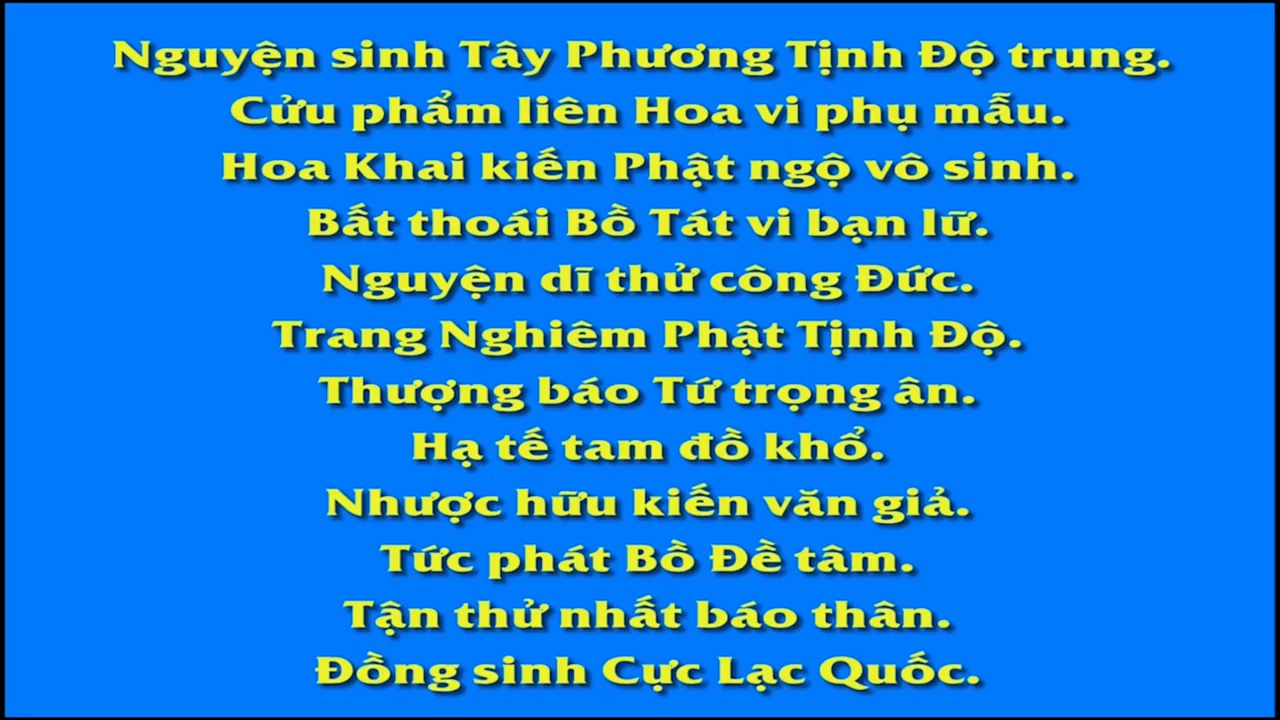 Nguyện sinh Tây Phương Tịnh Độ trung.
Cửu phẩm liên Hoa vi phụ mẫu.
Hoa Khai kiến Phật ngộ vô sinh.
Bất thoái Bồ Tát vi bạn lữ.
Nguyện dĩ thử công Đức.
Trang Nghiêm Phật Tịnh Độ.
Thượng báo Tứ trọng ân.
Hạ tế tam đồ khổ.
Nhược hữu kiến văn giả.
Tức phát Bồ Đề tâm.
Tận thử nhất báo thân.
Đồng sinh Cực Lạc Quốc.